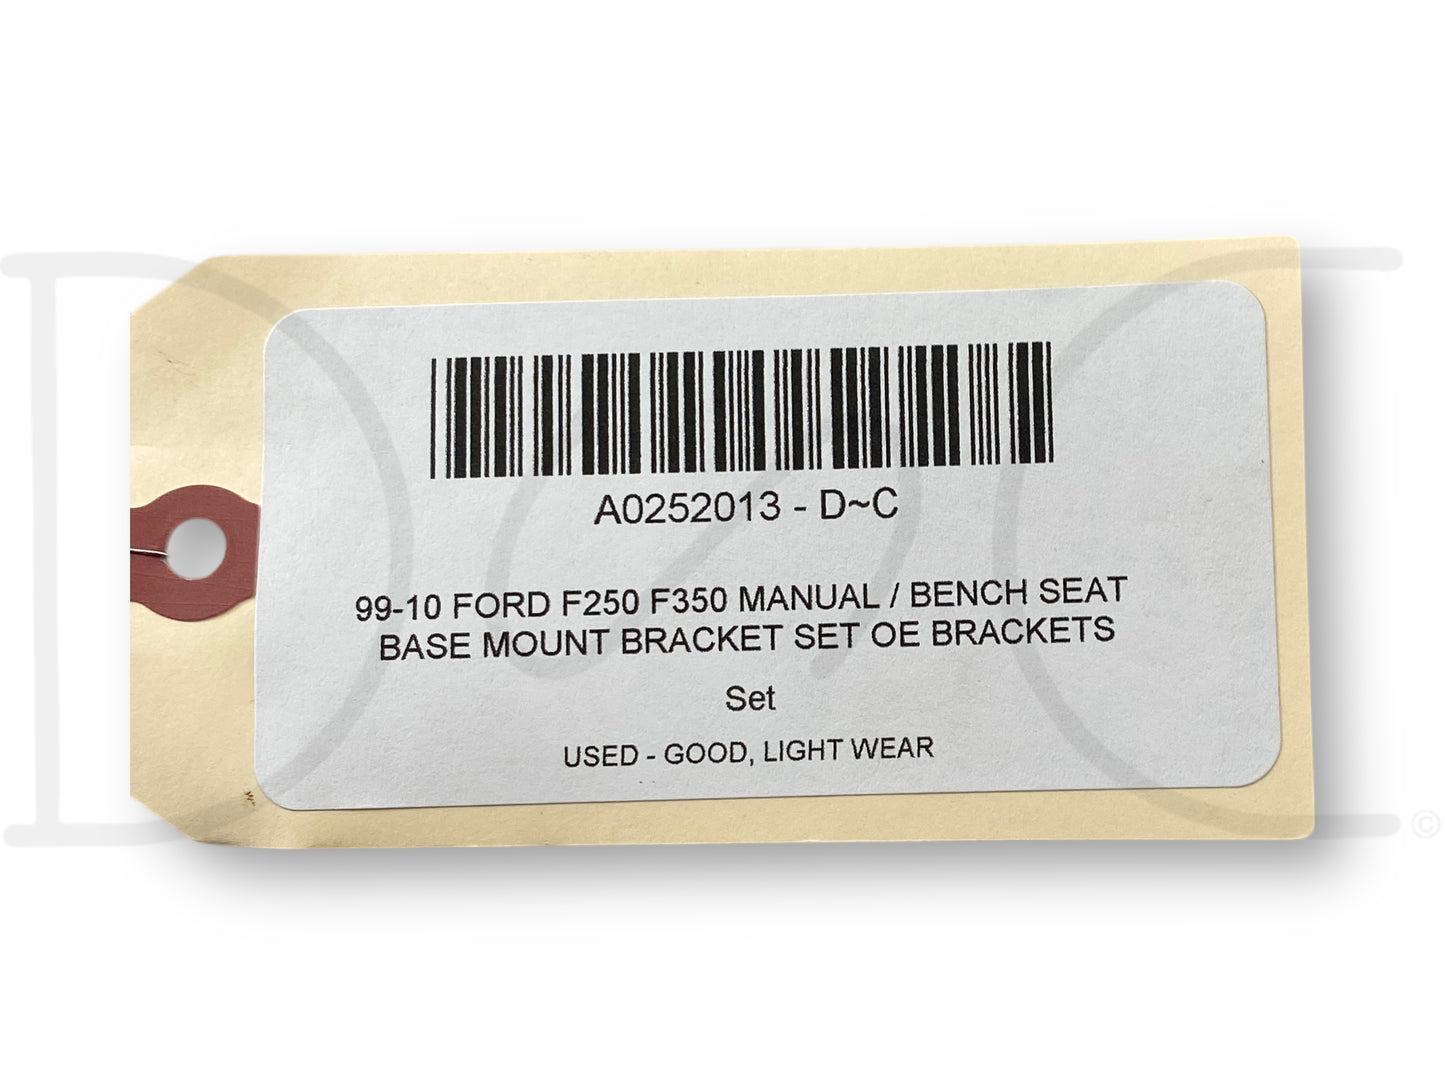 A0252013 - D~C
99-10 FORD F250 F350 MANUAL / BENCH SEAT
BASE MOUNT BRACKET SET OE BRACKETS
Set
USED - GOOD, LIGHT WEAR
D~C
©